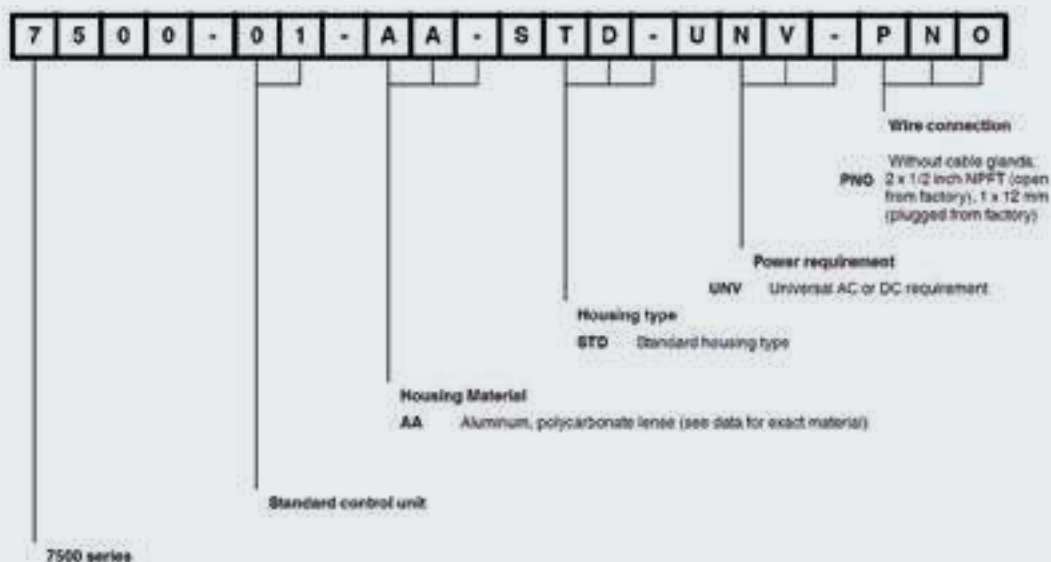 7500-01-AA-STD-UNV-PNO
Wire connection
PNO Without cable glands,
2 x 1/2 inch NPFT (open
from factory), 1 x 12 mm
(plugged from factory)
Power requirement
UNV Universal AC or DC requirement
Housing type
STD Standard housing type
Housing Material
AA Aluminum, polycarbonate lense (see data for exact material)
Standard control unit
7500 series